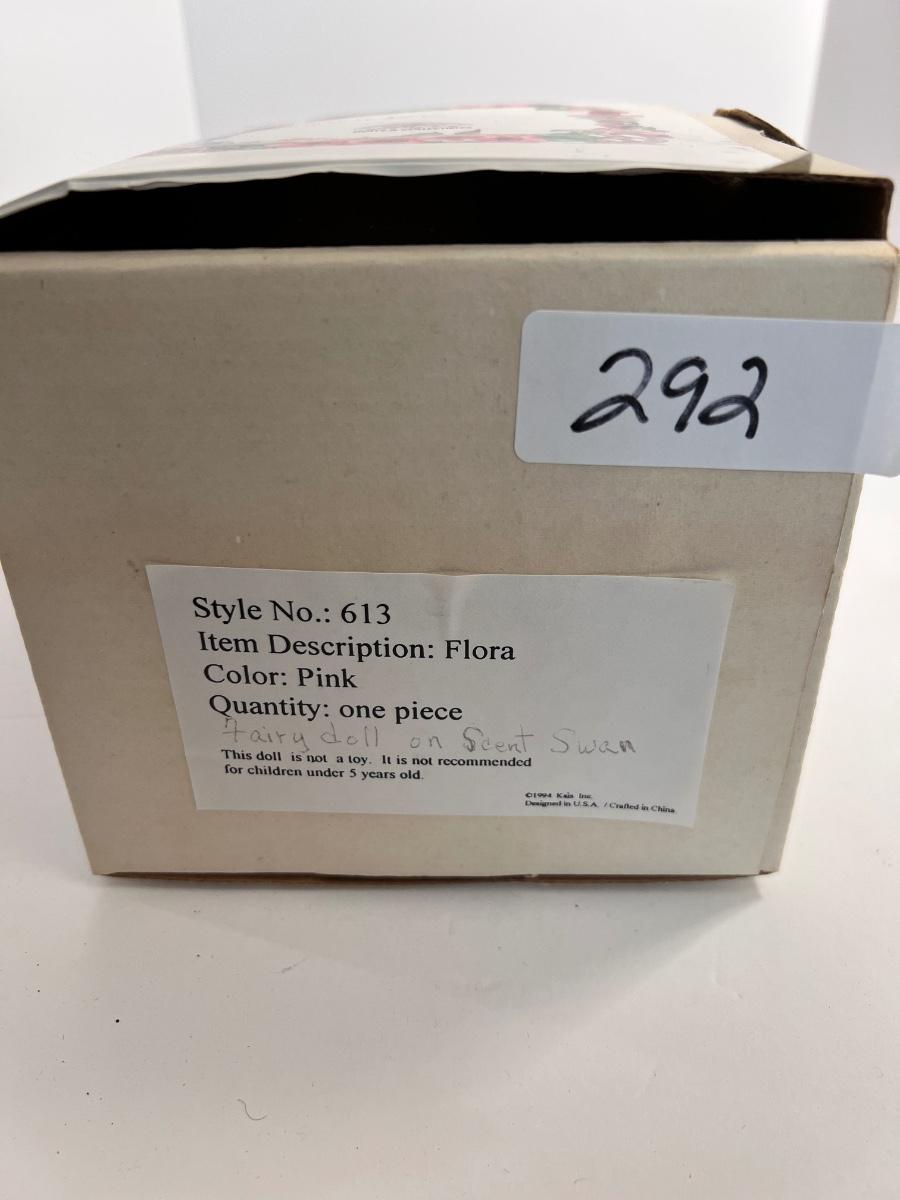 292
Style No.: 613
Item Description: Flora
Color: Pink
Quantity: one piece
Fairy doll on Scent Swan
This doll is not a toy. It is not recommended
for children under 5 years old.
©1994 Kais Inc.
Designed in U.S.A. / Crafted in China